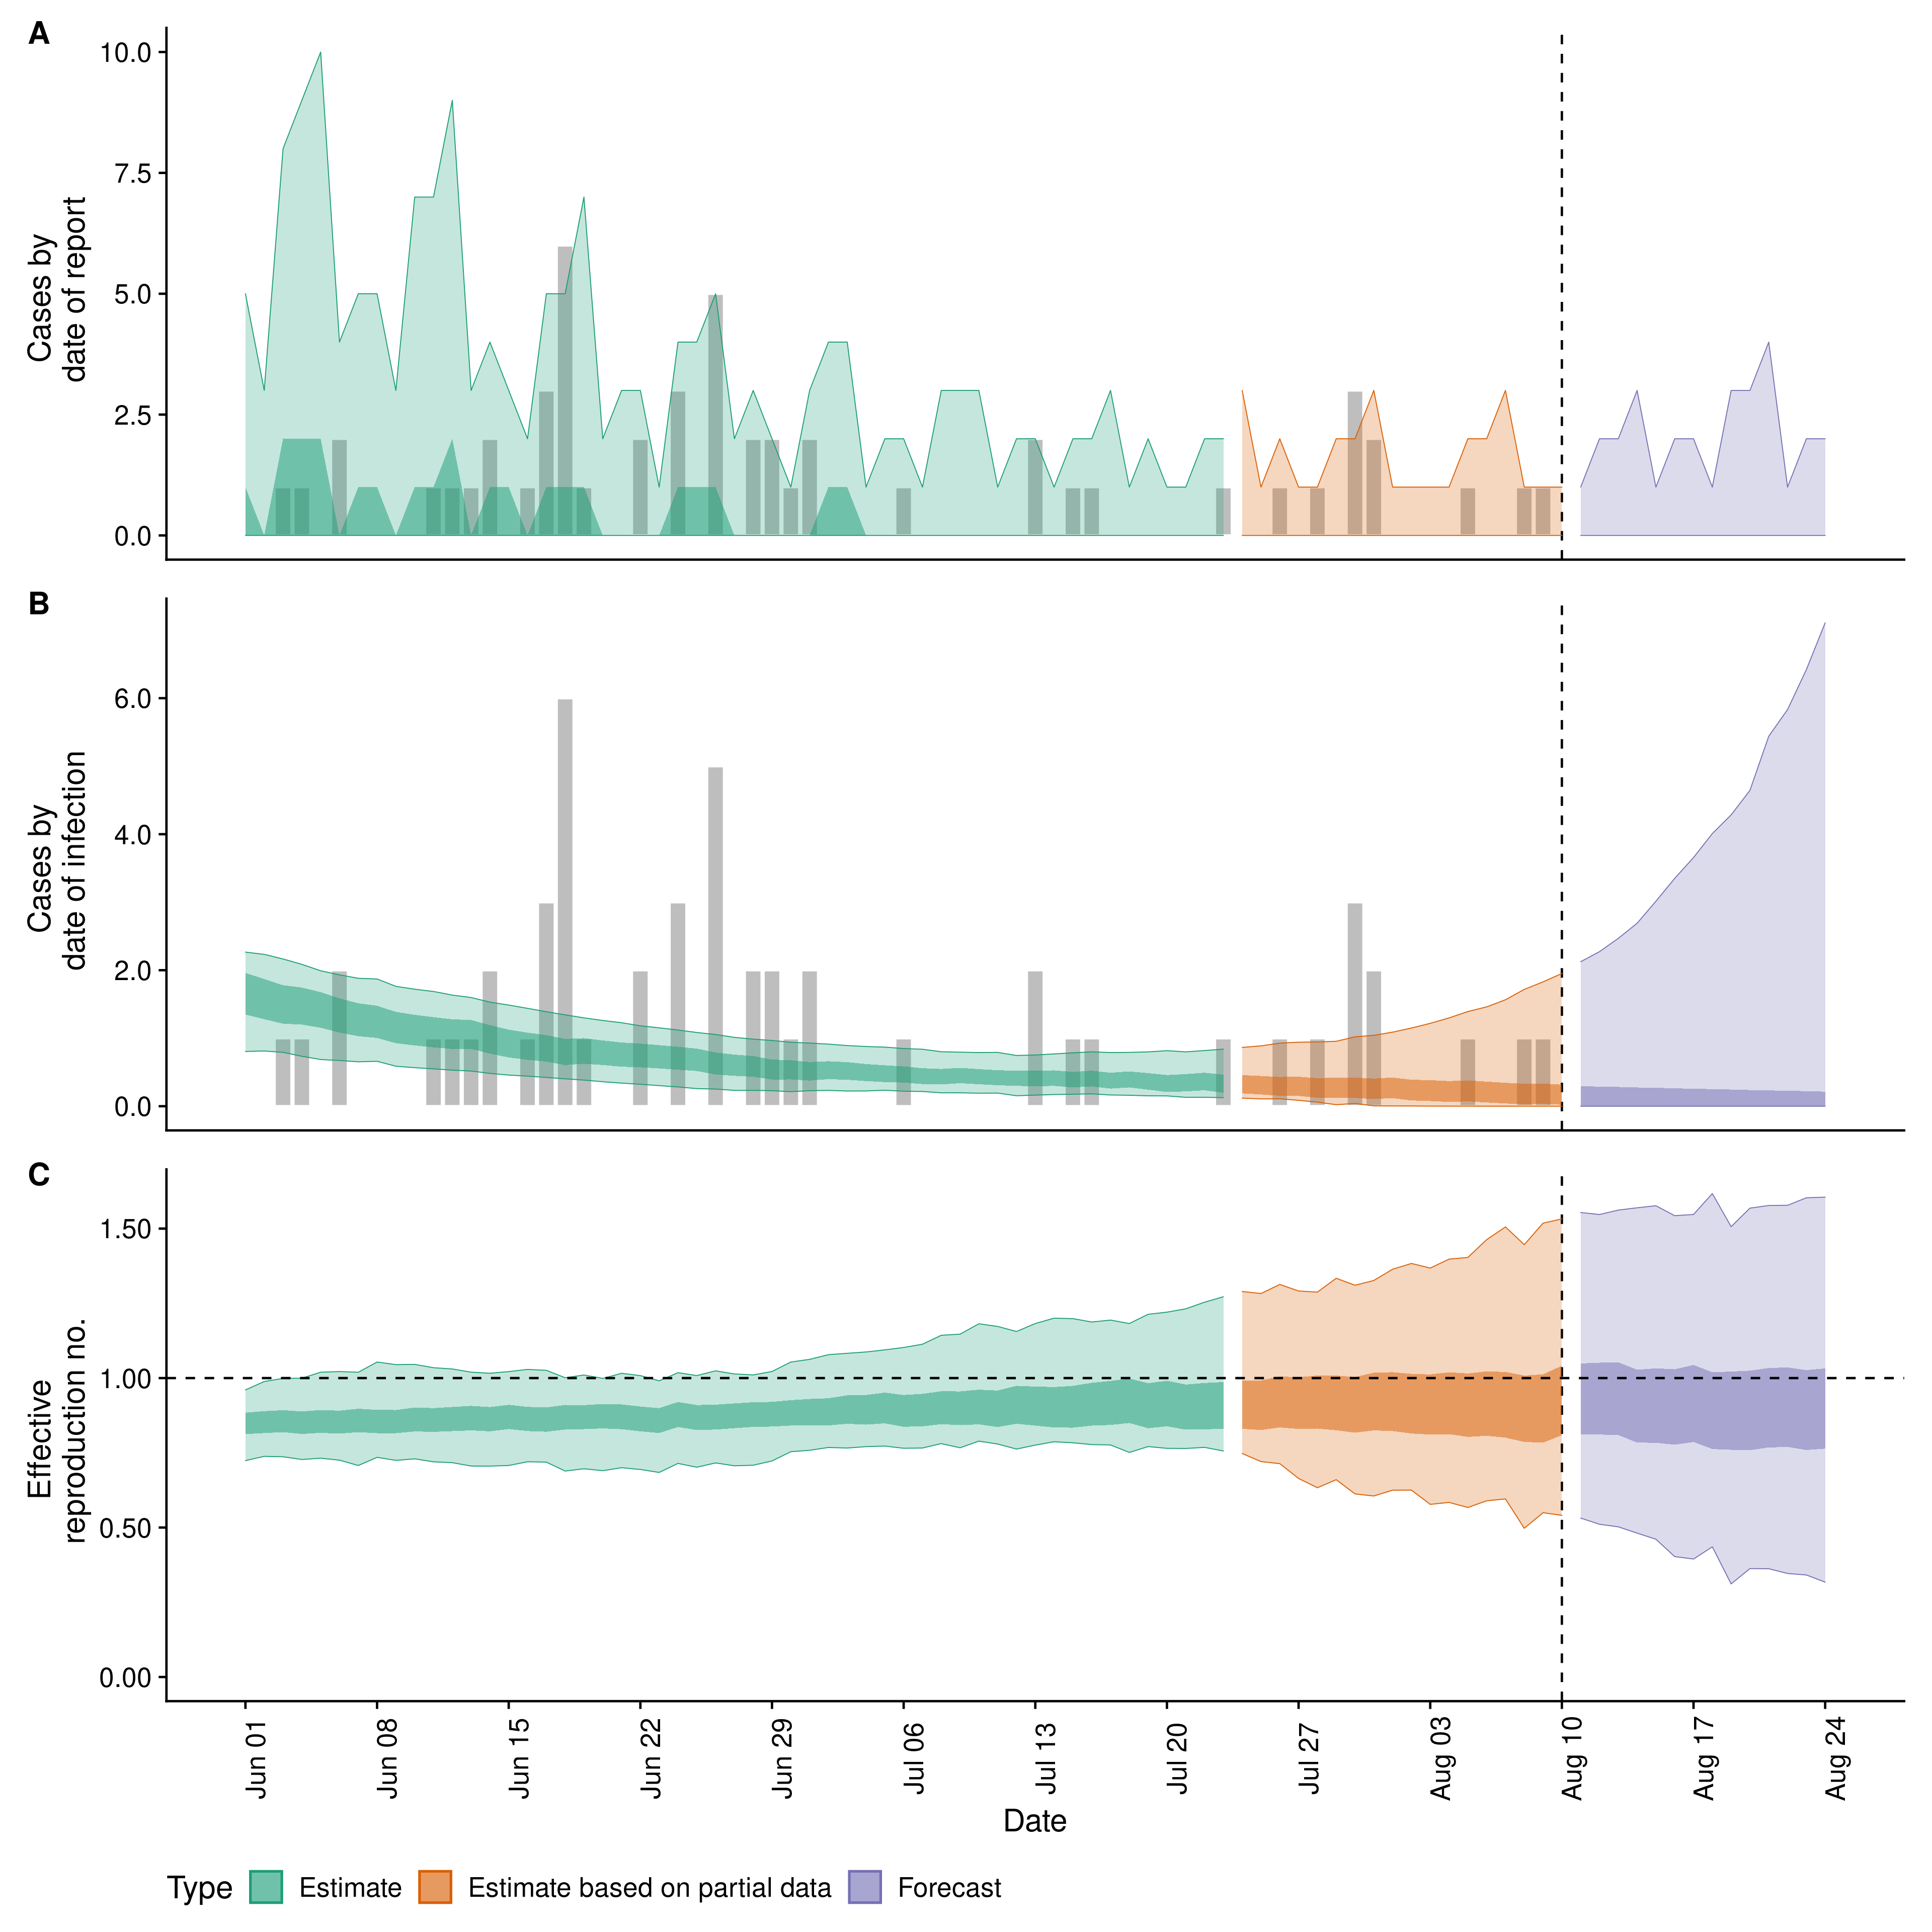 A
Cases by
date of report
10.0
7.5
5.0
2.5
0.0
B
Cases by
date of infection
6.0
4.0
2.0
0.0
C
Effective
reproduction no.
1.50
1.00
0.50
0.00
Jun 01
Jun 08
Jun 15
Jun 22
Jun 29
Jul 06
Jul 13
Jul 20
Jul 27
Aug 03
Aug 10
Aug 17
Aug 24
Date
Type Estimate Estimate based on partial data Forecast